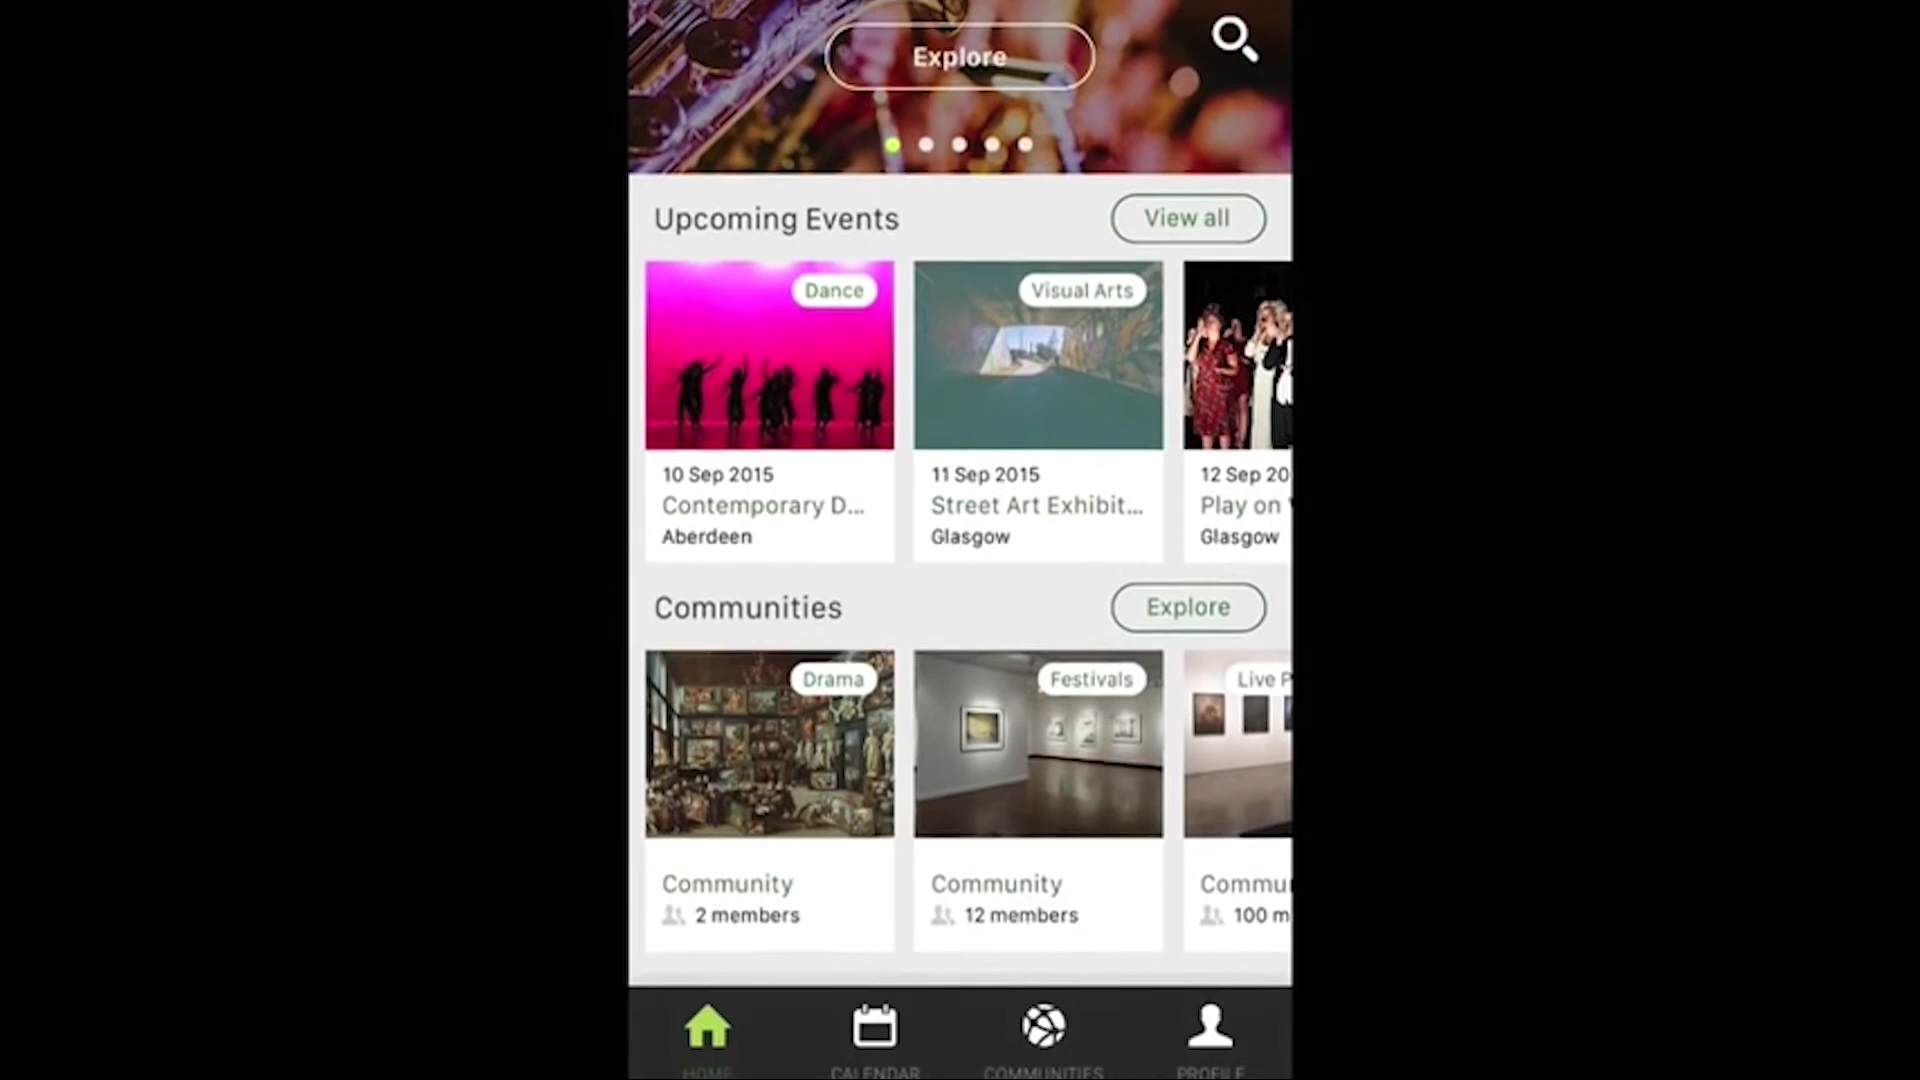 Explore
Upcoming Events
View all
Dance
Visual Arts
10 Sep 2015
11 Sep 2015
12 Sep 20
Contemporary D...
Street Art Exhibit...
Play on
Aberdeen
Glasgow
Glasgow
Communities
Explore
Drama
Festivals
Live P
Community
Community
Commu
2 members
12 members
100 m
HOME
CALENDAR
COMMUNITIES
PROFILE